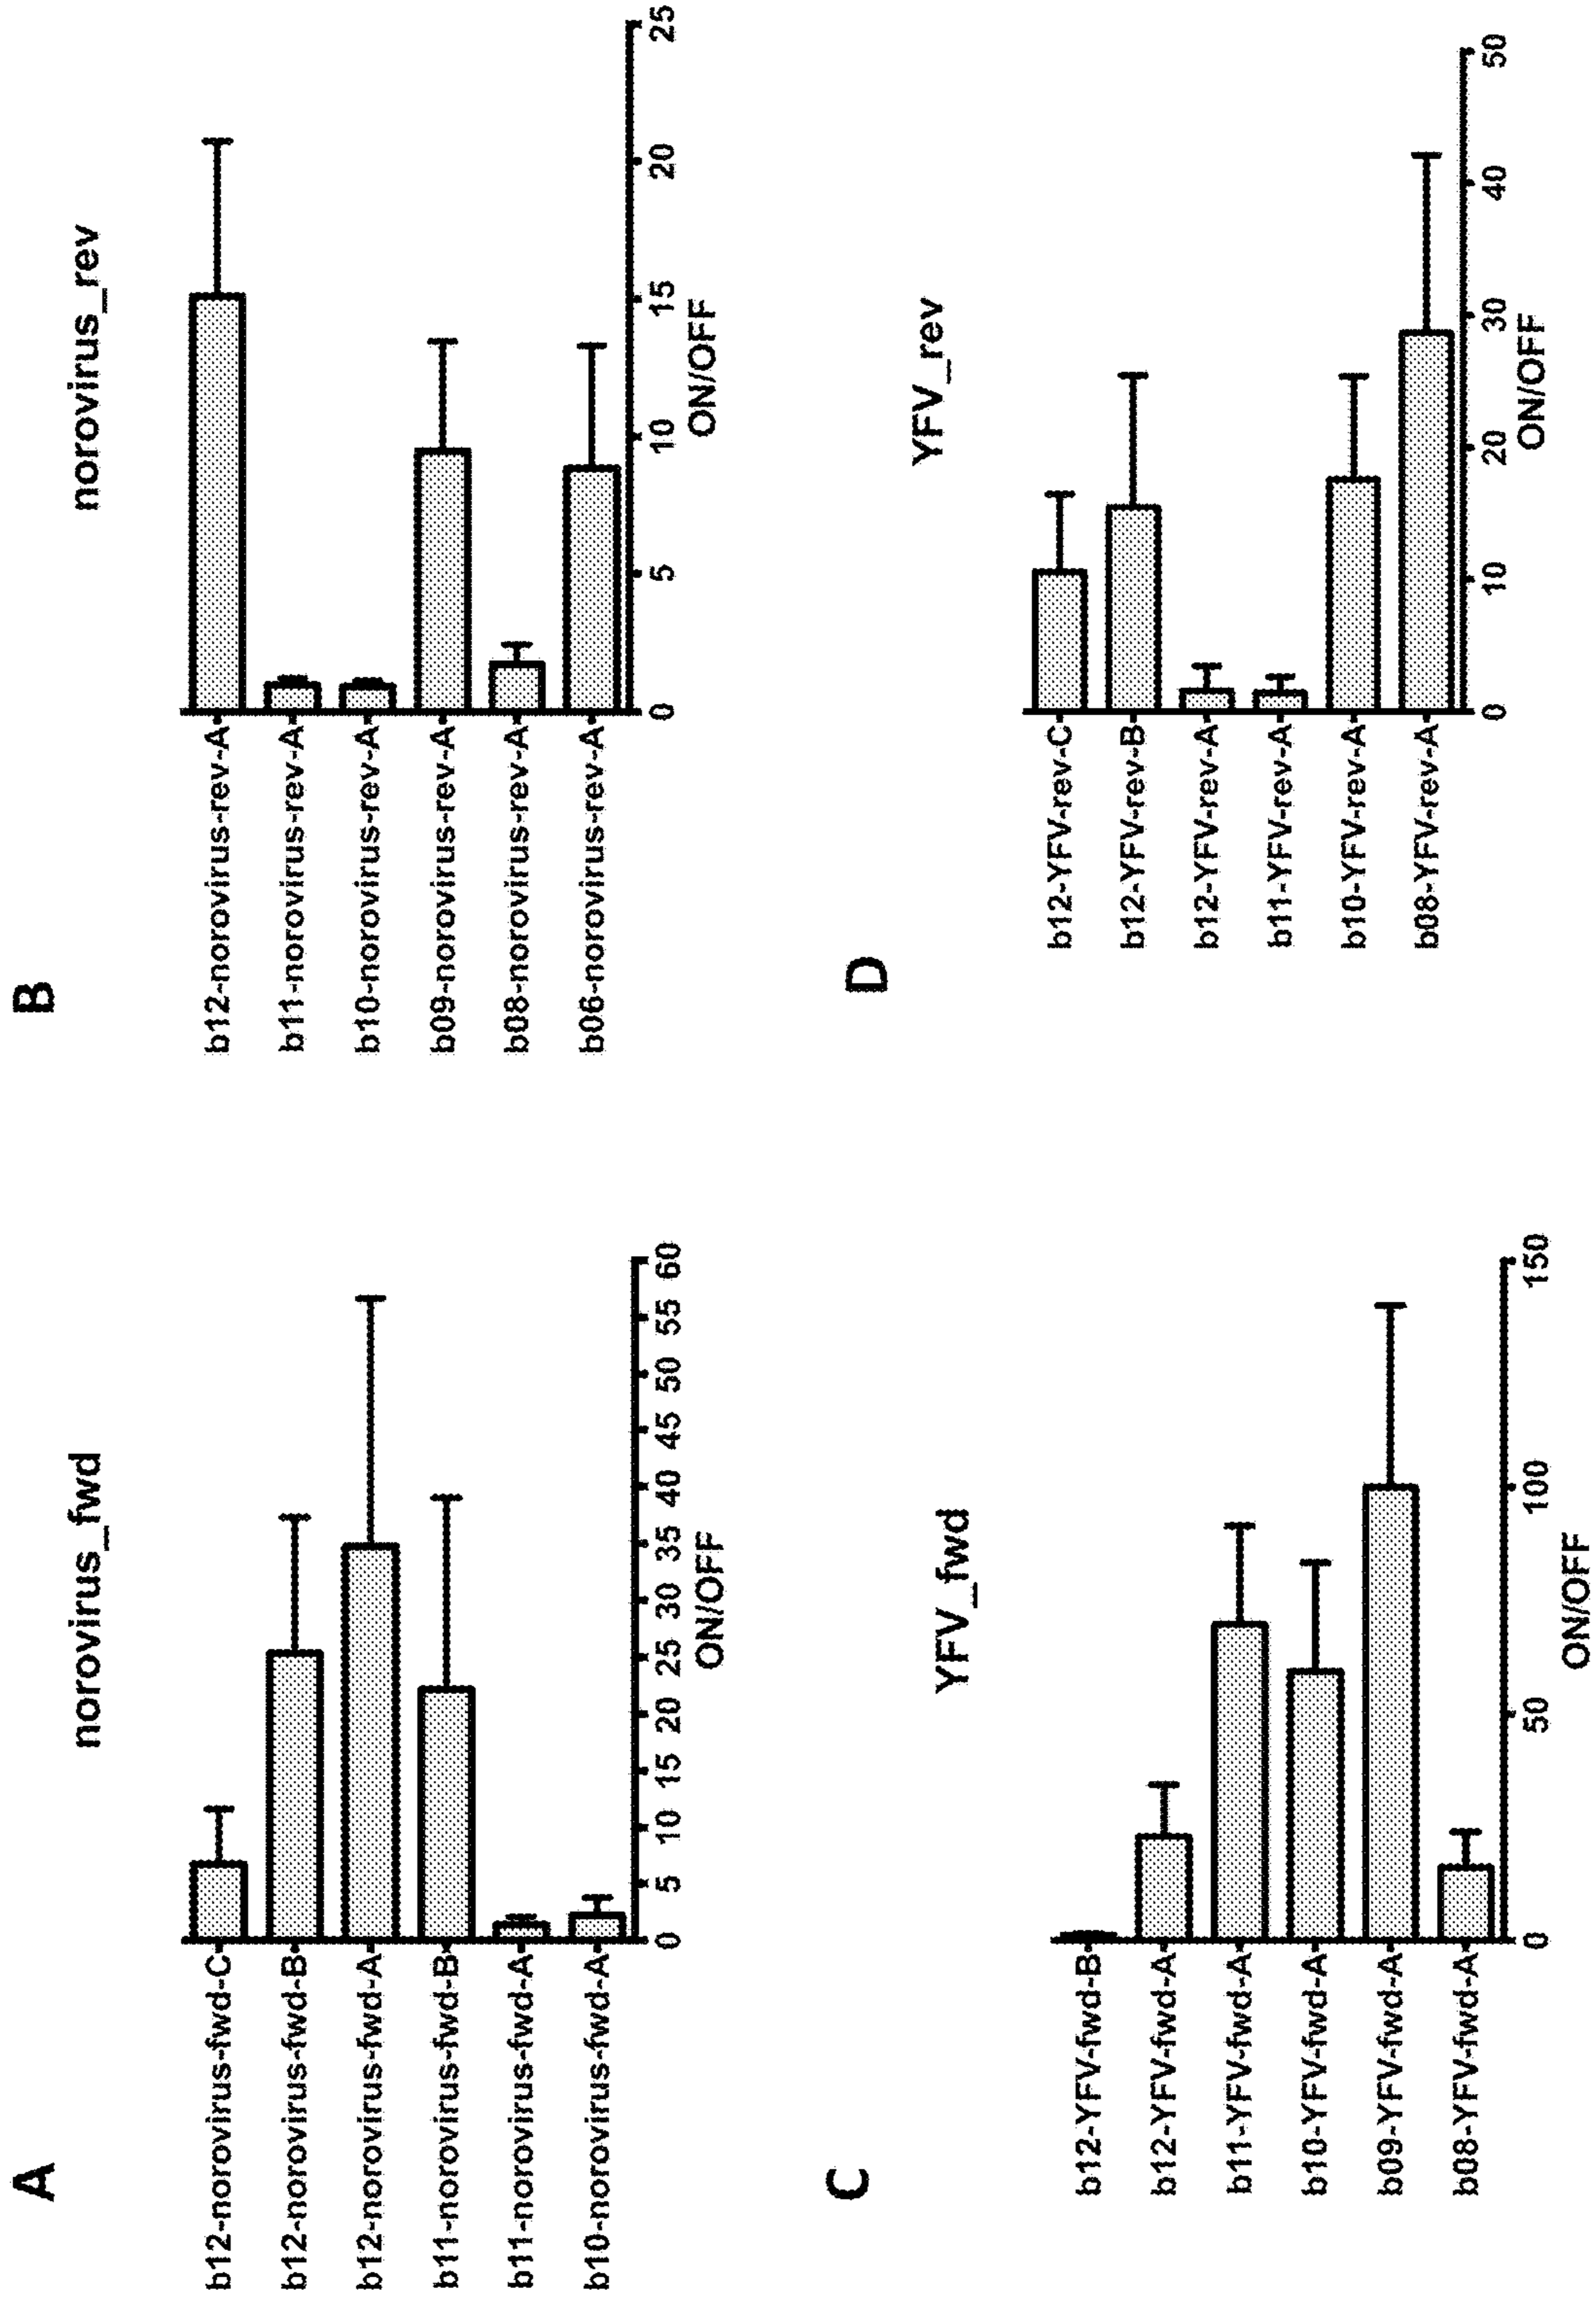 A
norovirus_fwd
b12-norovirus-fwd-C
b12-norovirus-fwd-B
b12-norovirus-fwd-A
b11-norovirus-fwd-B
b11-norovirus-fwd-A
b10-norovirus-fwd-A
0 5 10 15 20 25 30 35 40 45 50 55 60
ON/OFF
B
norovirus_rev
b12-norovirus-rev-A
b11-norovirus-rev-A
b10-norovirus-rev-A
b09-norovirus-rev-A
b08-norovirus-rev-A
b06-norovirus-rev-A
0 5 10 15 20 25
ON/OFF
C
YFV_fwd
b12-YFV-fwd-B
b12-YFV-fwd-A
b11-YFV-fwd-A
b10-YFV-fwd-A
b09-YFV-fwd-A
b08-YFV-fwd-A
0 50 100 150
ON/OFF
D
YFV_rev
b12-YFV-rev-C
b12-YFV-rev-B
b12-YFV-rev-A
b11-YFV-rev-A
b10-YFV-rev-A
b08-YFV-rev-A
0 10 20 30 40 50
ON/OFF